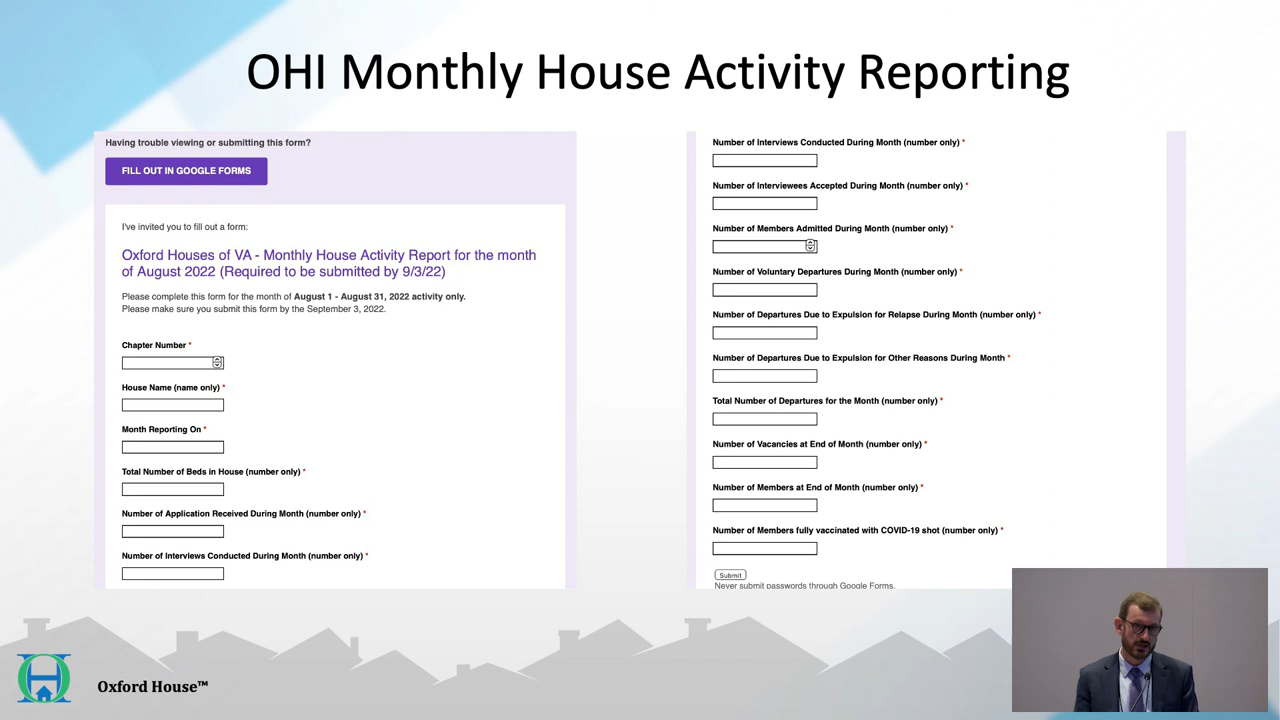 OHI Monthly House Activity Reporting
Having trouble viewing or submitting this form?
FILL OUT IN GOOGLE FORMS
I've invited you to fill out a form:
Oxford Houses of VA - Monthly House Activity Report for the month
of August 2022 (Required to be submitted by 9/3/22)
Please complete this form for the month of August 1 - August 31, 2022 activity only.
Please make sure you submit this form by the September 3, 2022.
Chapter Number *
House Name (name only) *
Month Reporting On *
Total Number of Beds in House (number only) *
Number of Application Received During Month (number only) *
Number of Interviews Conducted During Month (number only) *
Number of Interviews Conducted During Month (number only) *
Number of Interviewees Accepted During Month (number only) *
Number of Members Admitted During Month (number only) *
Number of Voluntary Departures During Month (number only) *
Number of Departures Due to Expulsion for Relapse During Month (number only) *
Number of Departures Due to Expulsion for Other Reasons During Month *
Total Number of Departures for the Month (number only) *
Number of Vacancies at End of Month (number only) *
Number of Members at End of Month (number only) *
Number of Members fully vaccinated with COVID-19 shot (number only) *
Submit
Never submit passwords through Google Forms.
Oxford House™